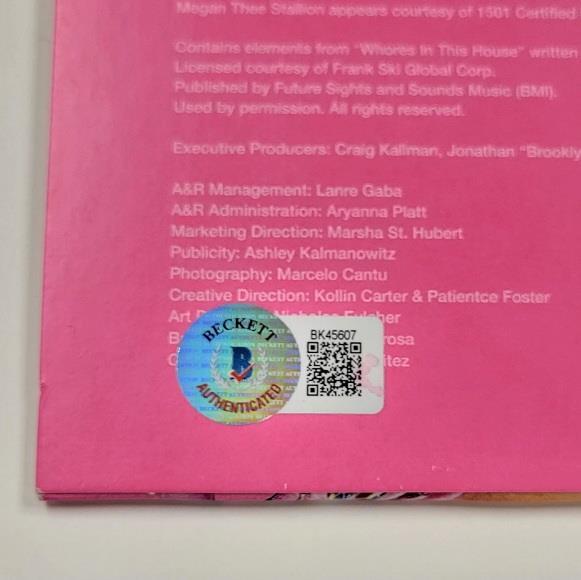 Megan Thee Stallion appears courtesy of 1501 Certified
Contains elements from "Whores In This House" written
Licensed courtesy of Frank Ski Global Corp.
Published by Future Sights and Sounds Music (BMI).
Used by permission. All rights reserved.
Executive Producers: Craig Kallman, Jonathan "Brookly
A&R Management: Lanre Gaba
A&R Administration: Aryanna Platt
Marketing Direction: Marsha St. Hubert
Publicity: Ashley Kalmanowitz
Photography: Marcelo Cantu
Creative Direction: Kollin Carter & Patientce Foster
Art
BECKETT
B
AUTHENTICATED
BK45607